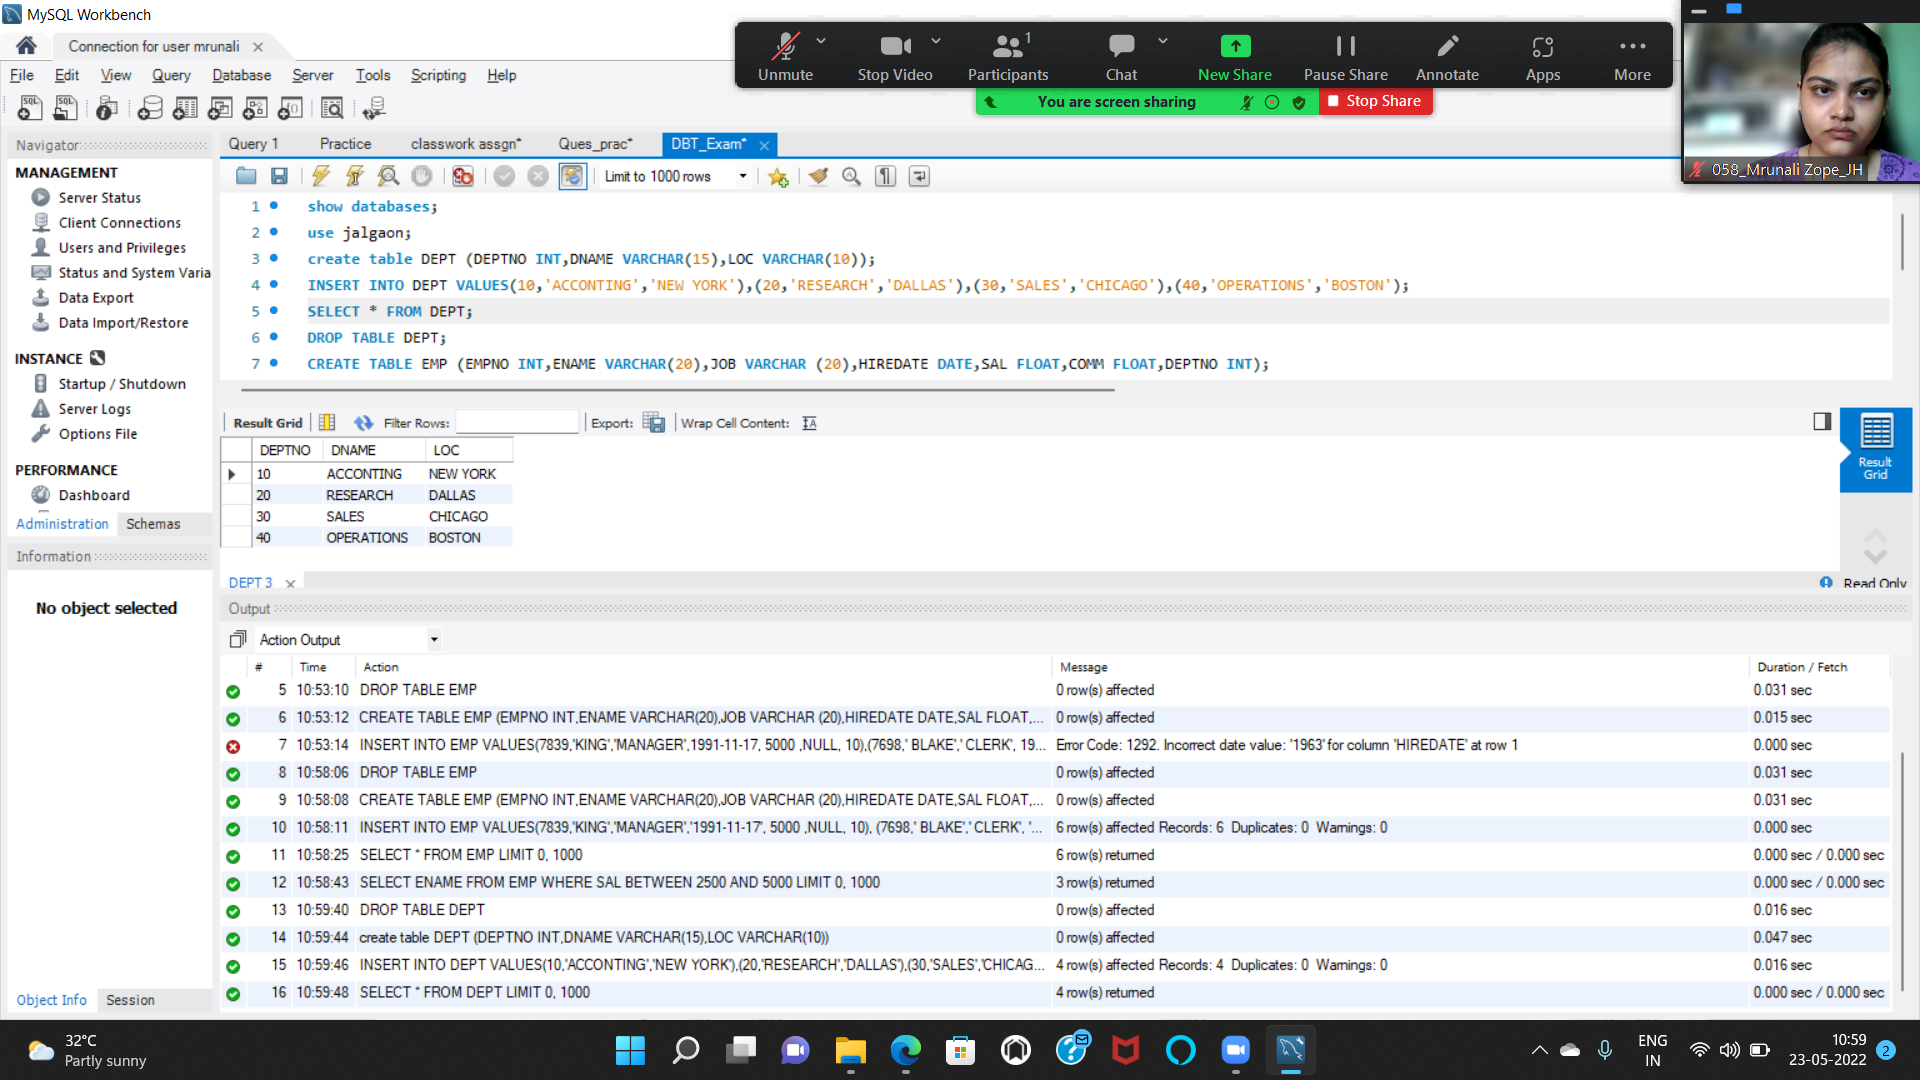 MySQL Workbench
Connection for user mrunali
File Edit View Query Database Server Tools Scripting Help
Unmute Stop Video Participants 1 Chat New Share Pause Share Annotate Apps More
You are screen sharing Stop Share
058_Mrunali Zope_JH
Navigator
MANAGEMENT
Server Status
Client Connections
Users and Privileges
Status and System Varia
Data Export
Data Import/Restore
INSTANCE
Startup / Shutdown
Server Logs
Options File
PERFORMANCE
Dashboard
Administration Schemas
Information
No object selected
Object Info Session
Query 1 Practice classwork assgn* Ques_prac* DBT_Exam*
Limit to 1000 rows
1 show databases;
2 use jalgaon;
3 create table DEPT (DEPTNO INT,DNAME VARCHAR(15),LOC VARCHAR(10));
4 INSERT INTO DEPT VALUES(10,'ACCONTING','NEW YORK'),(20,'RESEARCH','DALLAS'),(30,'SALES','CHICAGO'),(40,'OPERATIONS','BOSTON');
5 SELECT * FROM DEPT;
6 DROP TABLE DEPT;
7 CREATE TABLE EMP (EMPNO INT,ENAME VARCHAR(20),JOB VARCHAR (20),HIREDATE DATE,SAL FLOAT,COMM FLOAT,DEPTNO INT);
Result Grid Filter Rows: Export: Wrap Cell Content:
DEPTNO DNAME LOC
10 ACCONTING NEW YORK
20 RESEARCH DALLAS
30 SALES CHICAGO
40 OPERATIONS BOSTON
Result
Grid
DEPT 3 Read Only
Output
Action Output
# Time Action Message Duration / Fetch
5 10:53:10 DROP TABLE EMP 0 row(s) affected 0.031 sec
6 10:53:12 CREATE TABLE EMP (EMPNO INT,ENAME VARCHAR(20),JOB VARCHAR (20),HIREDATE DATE,SAL FLOAT,... 0 row(s) affected 0.015 sec
7 10:53:14 INSERT INTO EMP VALUES(7839,'KING','MANAGER',1991-11-17, 5000 ,NULL, 10),(7698,' BLAKE',' CLERK', 19... Error Code: 1292. Incorrect date value: '1963' for column 'HIREDATE' at row 1 0.000 sec
8 10:58:06 DROP TABLE EMP 0 row(s) affected 0.031 sec
9 10:58:08 CREATE TABLE EMP (EMPNO INT,ENAME VARCHAR(20),JOB VARCHAR (20),HIREDATE DATE,SAL FLOAT,... 0 row(s) affected 0.031 sec
10 10:58:11 INSERT INTO EMP VALUES(7839,'KING','MANAGER','1991-11-17', 5000 ,NULL, 10), (7698,' BLAKE',' CLERK', '... 6 row(s) affected Records: 6 Duplicates: 0 Warnings: 0 0.000 sec
11 10:58:25 SELECT * FROM EMP LIMIT 0, 1000 6 row(s) returned 0.000 sec / 0.000 sec
12 10:58:43 SELECT ENAME FROM EMP WHERE SAL BETWEEN 2500 AND 5000 LIMIT 0, 1000 3 row(s) returned 0.000 sec / 0.000 sec
13 10:59:40 DROP TABLE DEPT 0 row(s) affected 0.016 sec
14 10:59:44 create table DEPT (DEPTNO INT,DNAME VARCHAR(15),LOC VARCHAR(10)) 0 row(s) affected 0.047 sec
15 10:59:46 INSERT INTO DEPT VALUES(10,'ACCONTING','NEW YORK'),(20,'RESEARCH','DALLAS'),(30,'SALES','CHICAG... 4 row(s) affected Records: 4 Duplicates: 0 Warnings: 0 0.016 sec
16 10:59:48 SELECT * FROM DEPT LIMIT 0, 1000 4 row(s) returned 0.000 sec / 0.000 sec
32°C
Partly sunny
ENG
IN
10:59
23-05-2022
2